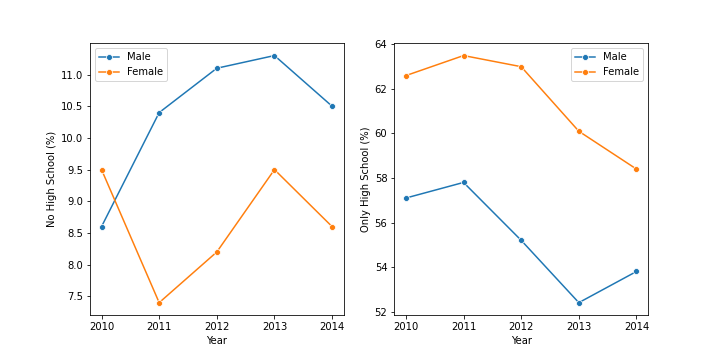 Male
Female
No High School (%)
11.0
10.5
10.0
9.5
9.0
8.5
8.0
7.5
2010 2011 2012 2013 2014
Year
Male
Female
Only High School (%)
64
62
60
58
56
54
52
2010 2011 2012 2013 2014
Year